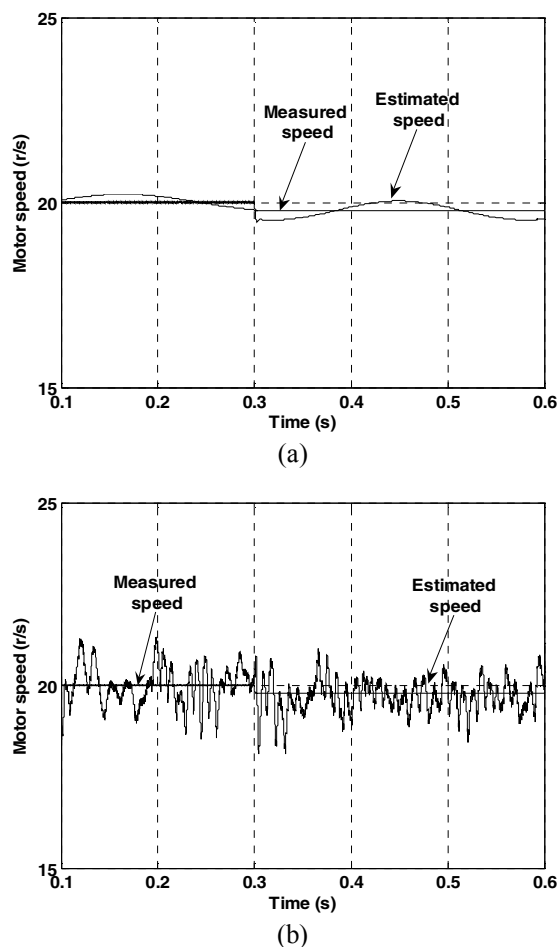 25
Estimated
speed
Measured
speed
20
Motor speed (r/s)
15
0.1 0.2 0.3 0.4 0.5 0.6
Time (s)
(a)
25
Measured
speed
Estimated
speed
20
Motor speed (r/s)
15
0.1 0.2 0.3 0.4 0.5 0.6
Time (s)
(b)